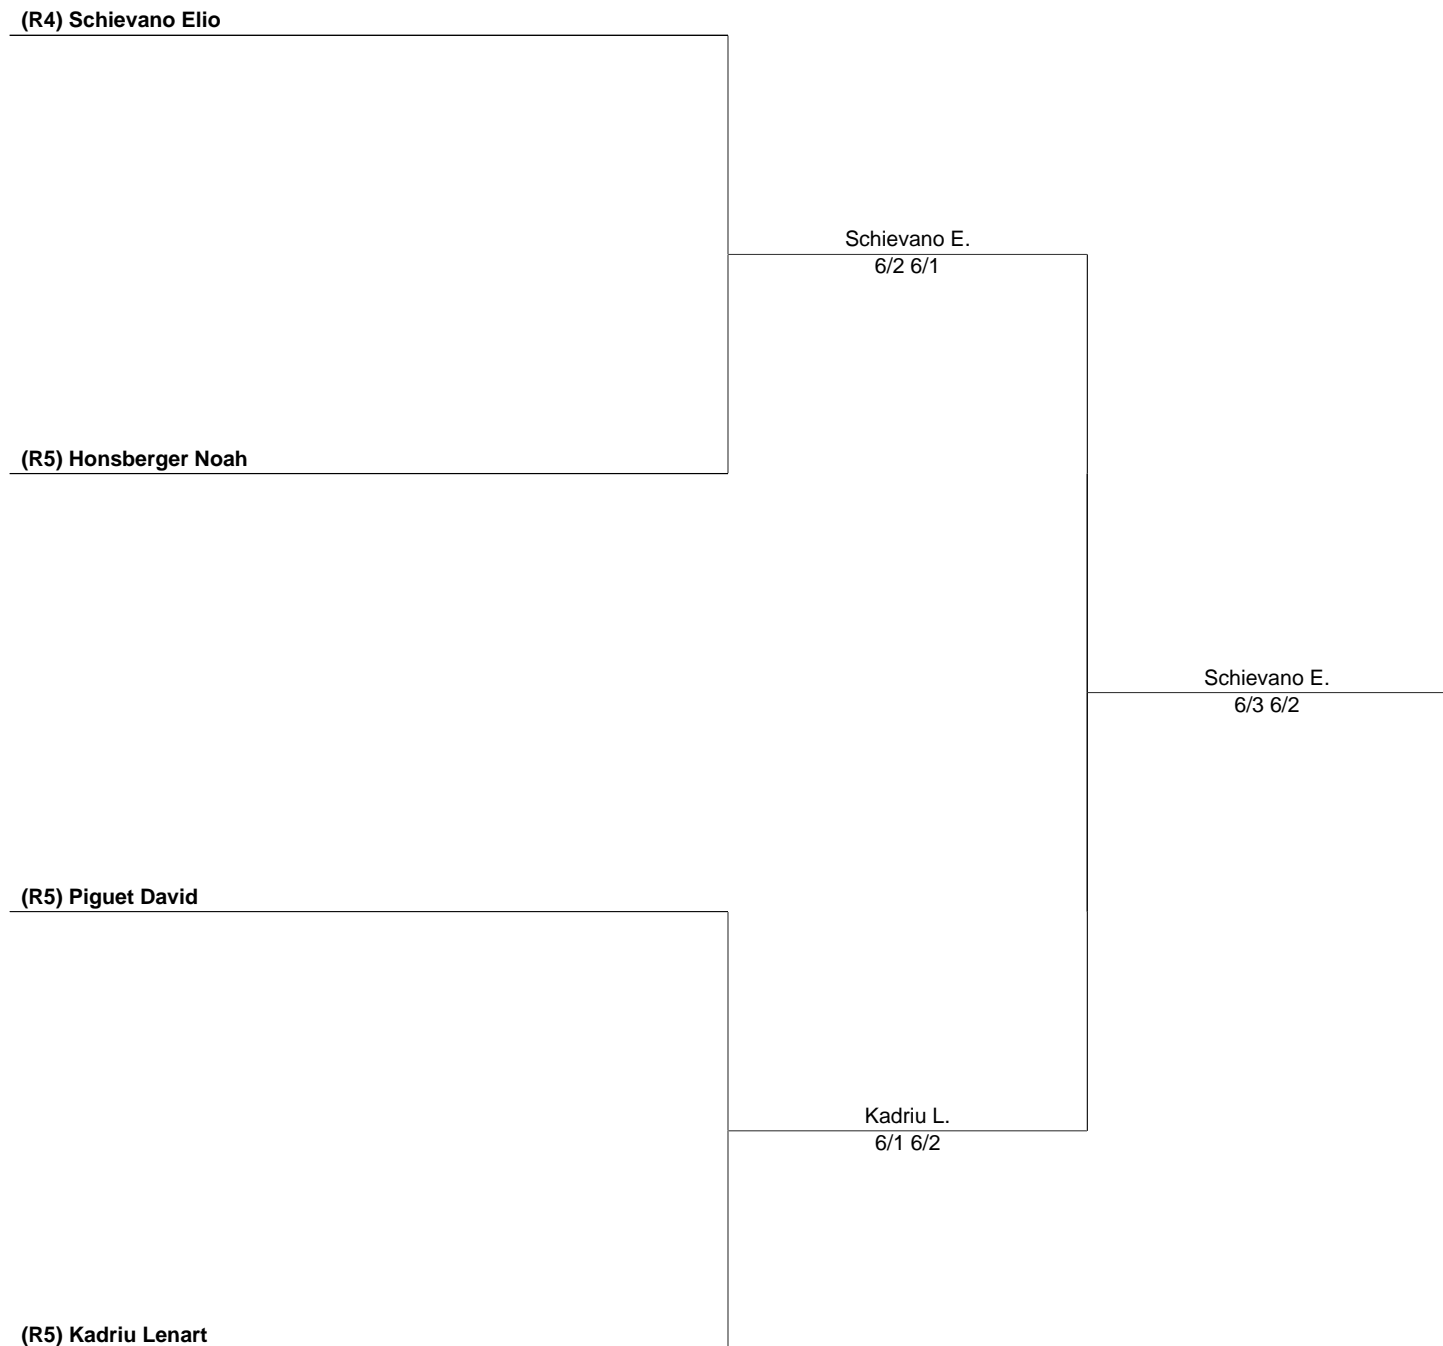 (R4) Schievano Elio
Schievano E.
6/2 6/1
(R5) Honsberger Noah
Schievano E.
6/3 6/2
(R5) Piguet David
Kadriu L.
6/1 6/2
(R5) Kadriu Lenart